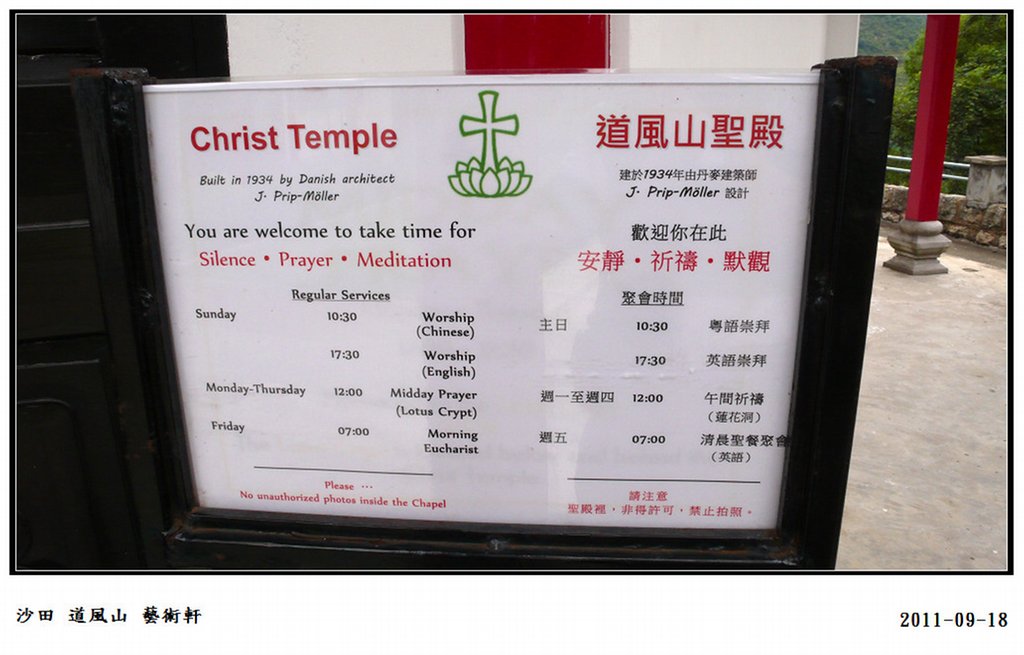 Christ Temple
Built in 1934 by Danish architect
J. Prip-Möller
You are welcome to take time for
Silence • Prayer • Meditation
Regular Services
Sunday 10:30 Worship
(Chinese)
17:30 Worship
(English)
Monday-Thursday 12:00 Midday Prayer
(Lotus Crypt)
Friday 07:00 Morning
Eucharist
Please ...
No unauthorized photos inside the Chapel
道風山聖殿
建於1934年由丹麥建築師
J. Prip-Möller 設計
歡迎你在此
安靜•祈禱•默觀
聚會時間
主日 10:30 粵語崇拜
17:30 英語崇拜
週一至週四 12:00 午間祈禱
(蓮花洞)
週五 07:00 清晨聖餐聚會
(英語)
請注意
聖殿裡，非得許可，禁止拍照。
沙田 道風山 藝術軒
2011-09-18